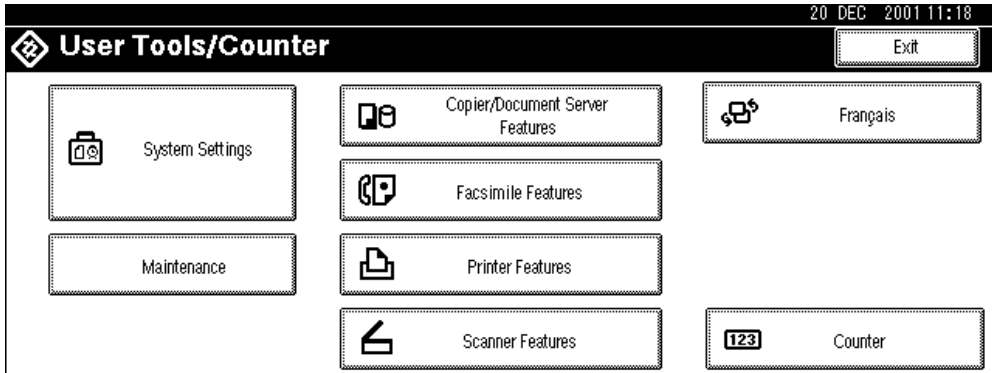 20 DEC 2001 11:18
User Tools/Counter
Exit
System Settings
Maintenance
Copier/Document Server
Features
Facsimile Features
Printer Features
Scanner Features
Français
123
Counter